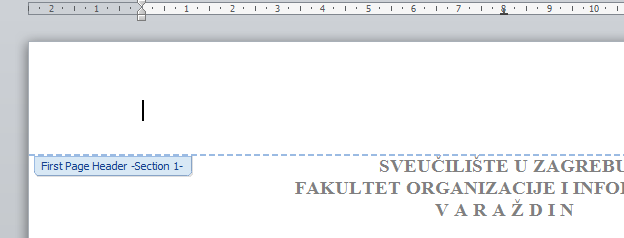 2 1 1 2 3 4 5 6 7 8 9 10
First Page Header -Section 1-
SVEUČILIŠTE U ZAGREBU
FAKULTET ORGANIZACIJE I
V A R A Ž D I N